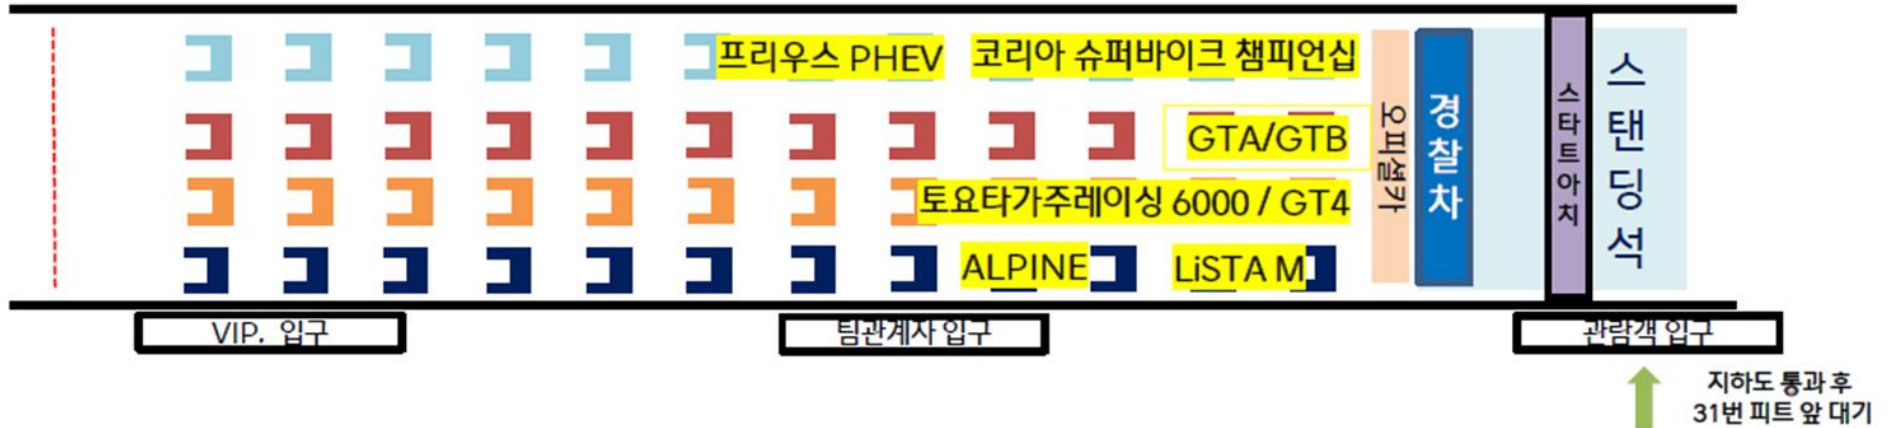 프리우스 PHEV
코리아 슈퍼바이크 챔피언십
GTA/GTB
토요타가주레이싱 6000 / GT4
ALPINE
LiSTA M
오피셜카
경찰차
스타트아치
스탠딩석
VIP. 입구
팀관계자 입구
관람객 입구
지하도 통과 후
31번 피트 앞 대기